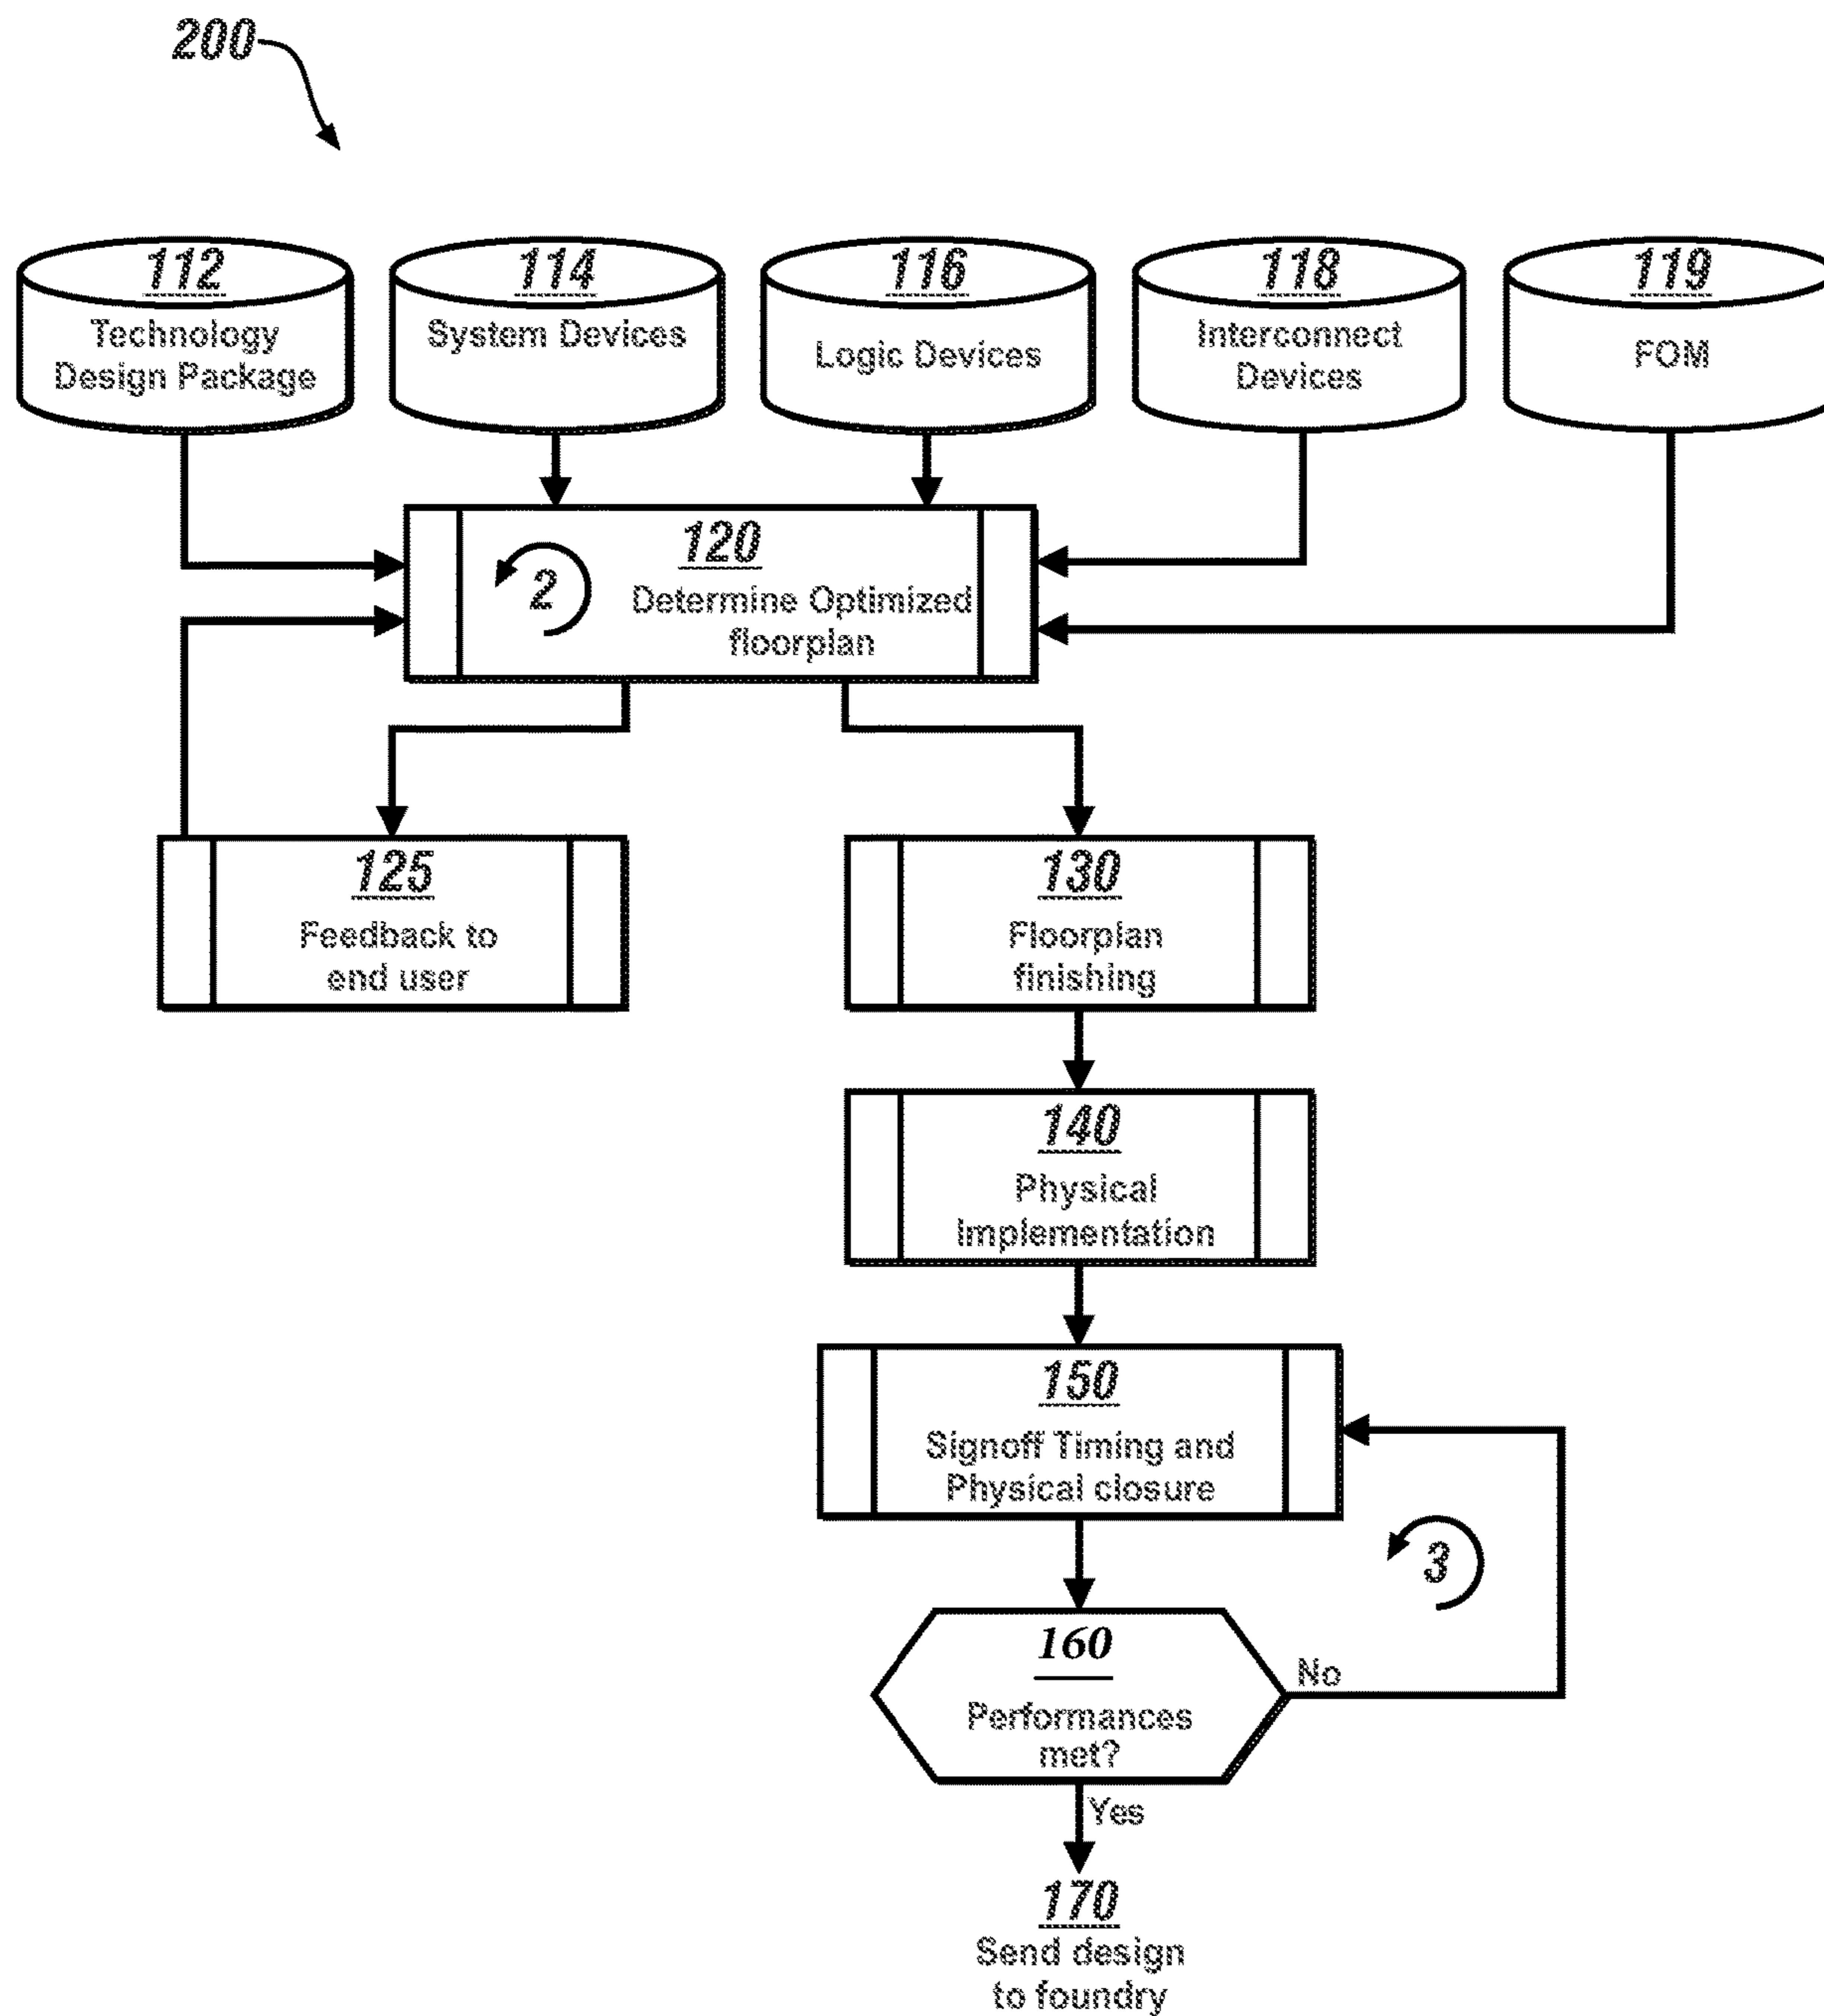 200
112
Technology
Design Package
114
System Devices
116
Logic Devices
118
Interconnect
Devices
119
FOM
120
2
Determine Optimized
floorplan
125
Feedback to
end user
130
Floorplan
finishing
140
Physical
Implementation
150
Signoff Timing and
Physical closure
3
160
Performances
met?
No
Yes
170
Send design
to foundry